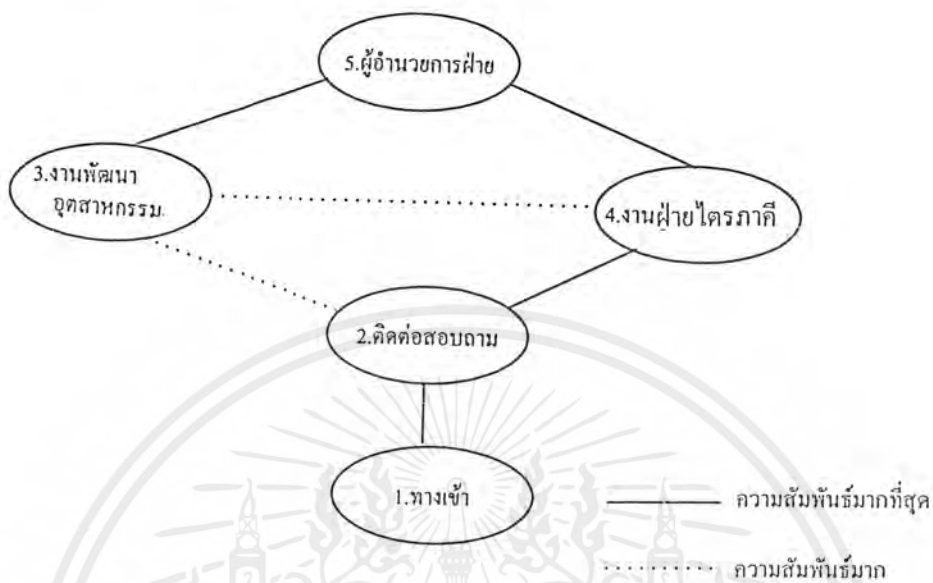 5.ผู้อำนวยการฝ่าย
3.งานพัฒนา
อุตสาหกรรม.
4.งานฝ่ายไตรภาคี
2.ติดต่อสอบถาม
1.ทางเข้า
ความสัมพันธ์มากที่สุด
ความสัมพันธ์มาก